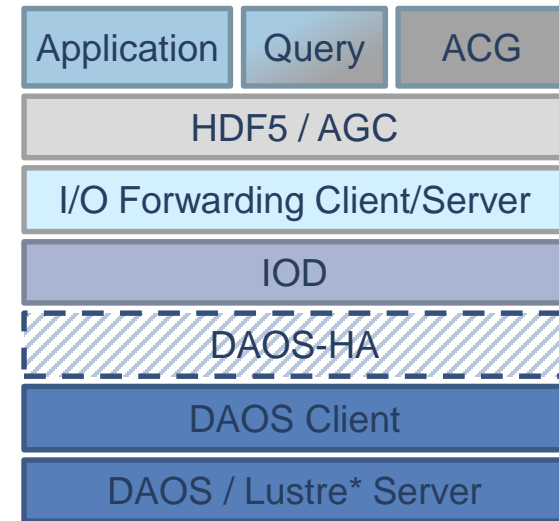 Application Query ACG
HDF5 / AGC
I/O Forwarding Client/Server
IOD
DAOS-HA
DAOS Client
DAOS / Lustre* Server